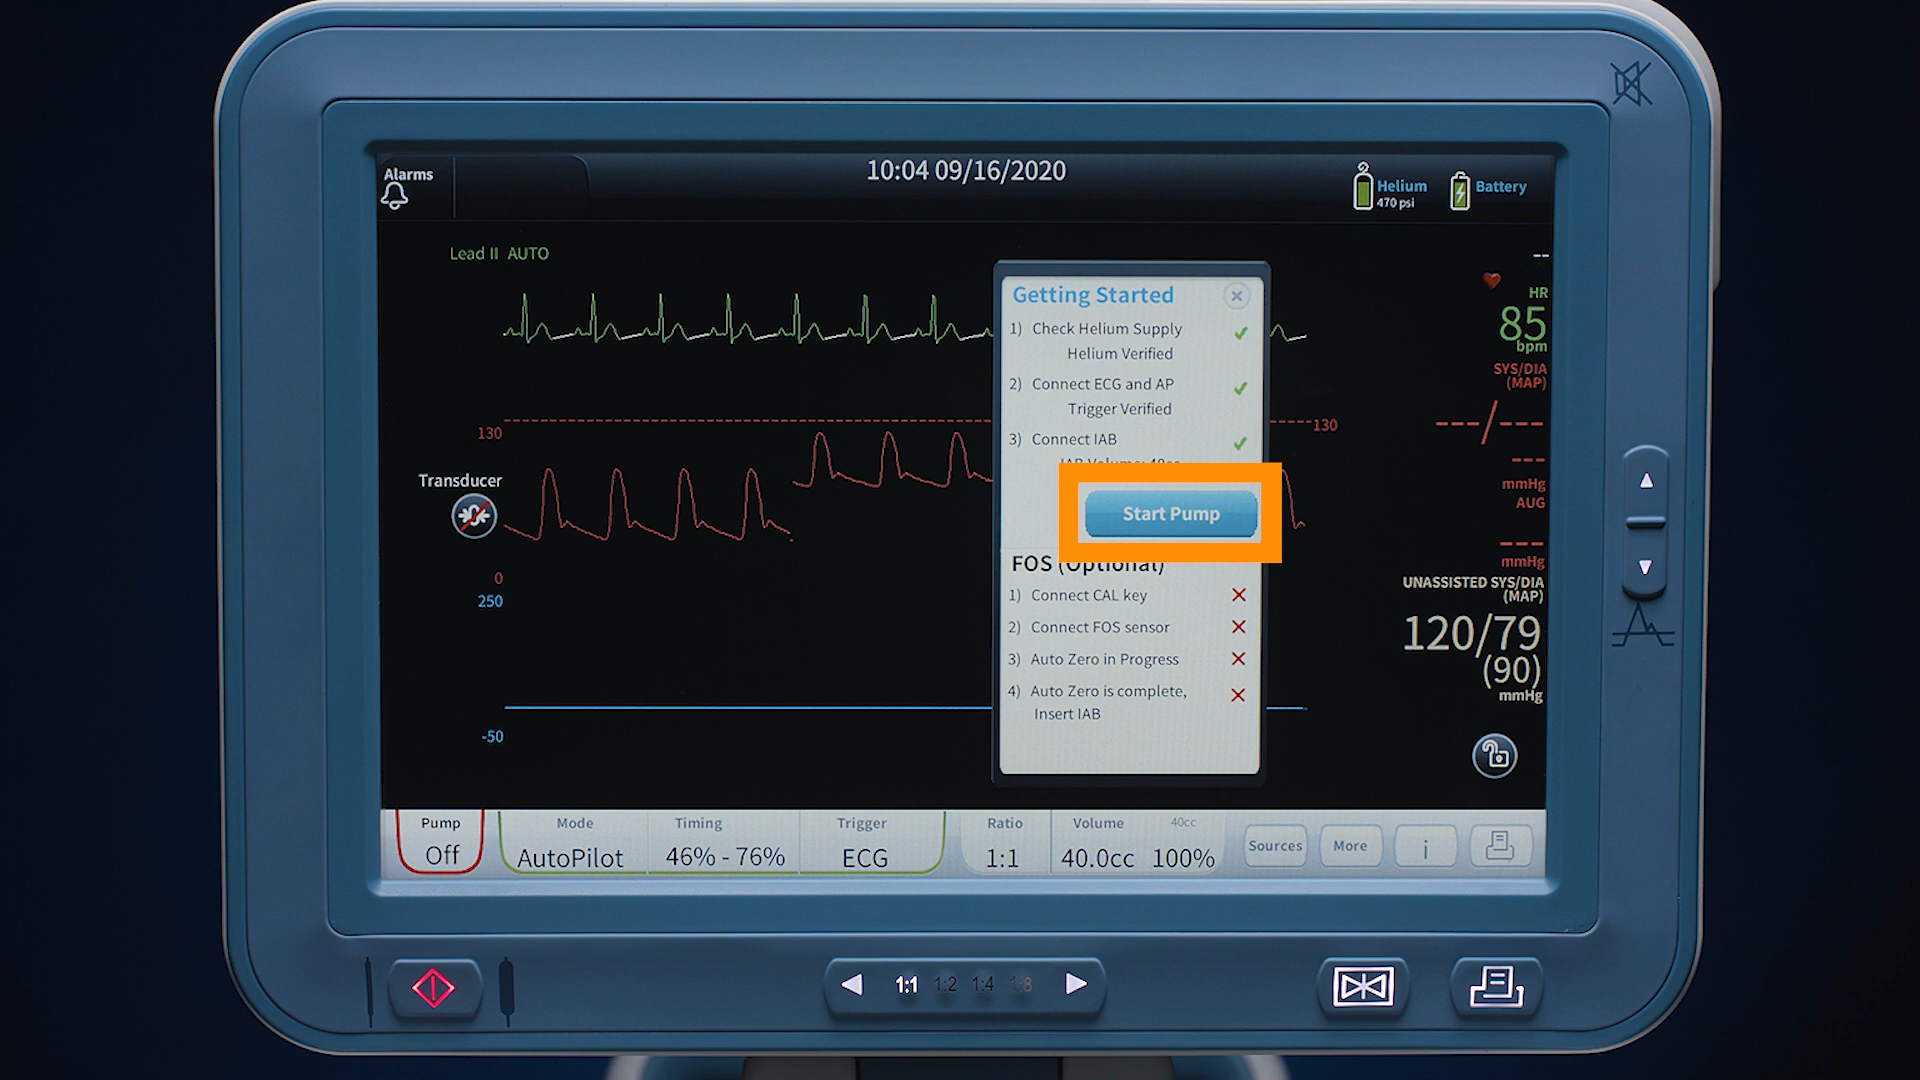 Alarms
10:04 09/16/2020
Helium
470 psi
Battery
Lead II AUTO
--
HR
85
bpm
SYS/DIA
(MAP)
---/---
---
mmHg
AUG
---
mmHg
UNASSISTED SYS/DIA
(MAP)
120/79
(90)
mmHg
130
130
Transducer
0
250
-50
Getting Started
1) Check Helium Supply
Helium Verified
2) Connect ECG and AP
Trigger Verified
3) Connect IAB
IAB Volume: 40cc
Start Pump
FOS (Optional)
1) Connect CAL key
2) Connect FOS sensor
3) Auto Zero in Progress
4) Auto Zero is complete,
Insert IAB
Pump
Off
Mode
AutoPilot
Timing
46% - 76%
Trigger
ECG
Ratio
1:1
Volume
40cc
40.0cc 100%
Sources
More
i
1:1 1:2 1:4 1:8